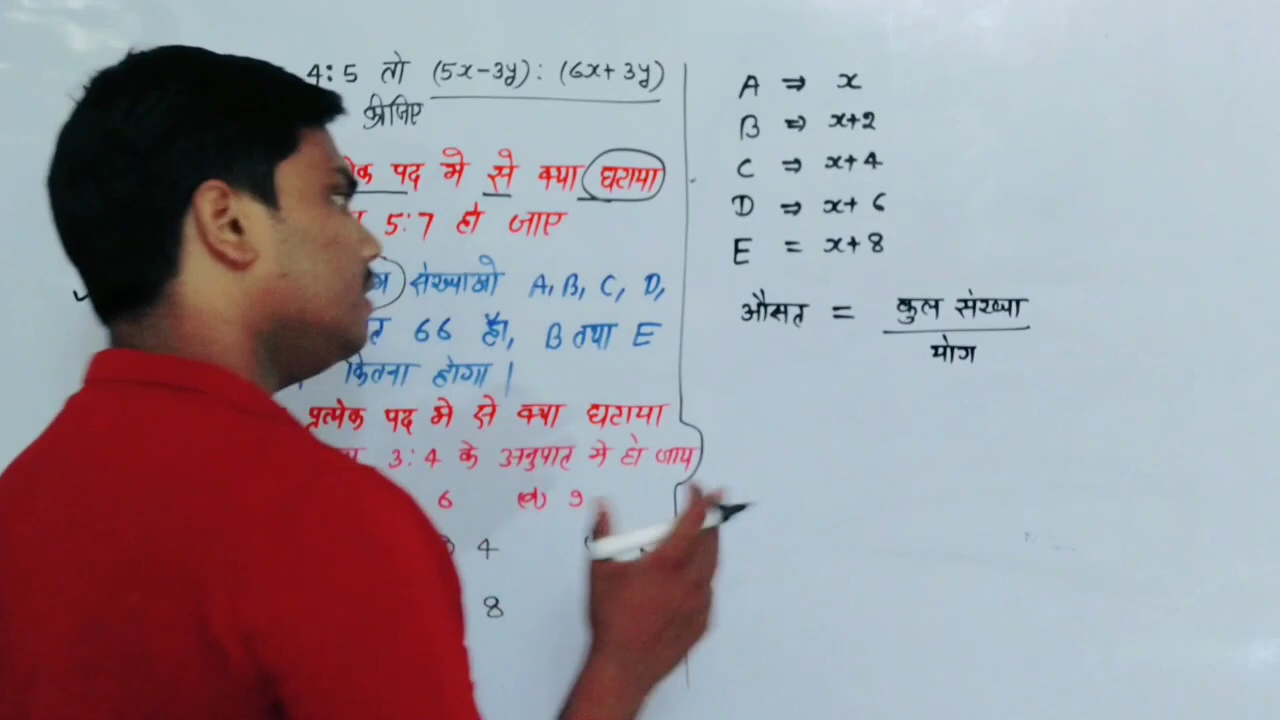 4:5 तो (5x-3y): (6x+3y)
कीजिए
पद मे से क्या घटाया
5:7 हो जाए
संख्याओ A, B, C, D,
66 है, B तथा E
कितना होगा।
प्रत्येक पद मे से क्या घटाया
3:4 के अनुपात मे हो जाय
6 9
4
8
A ⇒ x
B ⇒ x+2
C ⇒ x+4
D ⇒ x+6
E = x+8
औसत = कुल संख्या
योग